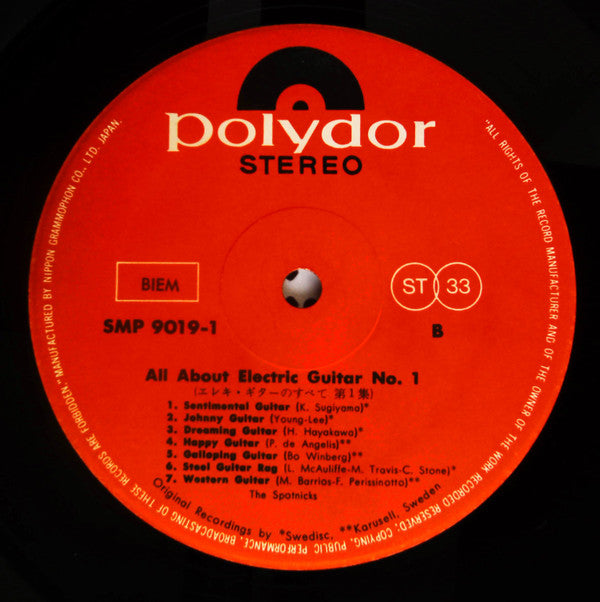 polydor
STEREO
BIEM
ST 33
SMP 9019-1
B
All About Electric Guitar No. 1
(エレキ・ギターのすべて 第1集)
1. Sentimental Guitar (K. Sugiyama)*
2. Johnny Guitar (Young-Lee)*
3. Dreaming Guitar (H. Hayakawa)*
4. Happy Guitar (P. de Angelis)**
5. Galloping Guitar (Bo Winberg)**
6. Steel Guitar Rag (L. McAuliffe-M. Travis-C. Stone)*
7. Western Guitar (M. Barrios-F. Perissinotto)**
The Spotnicks
Original Recordings by *Swedisc, **Karusell, Sweden
"ALL RIGHTS OF THE RECORD MANUFACTURER AND OF THE OWNER OF THE WORK RECORDED RESERVED. COPYING, PUBLIC PERFORMANCE, BROADCASTING OF THESE RECORDS ARE FORBIDDEN." MANUFACTURED BY NIPPON GRAMMOPHON CO., LTD. JAPAN.